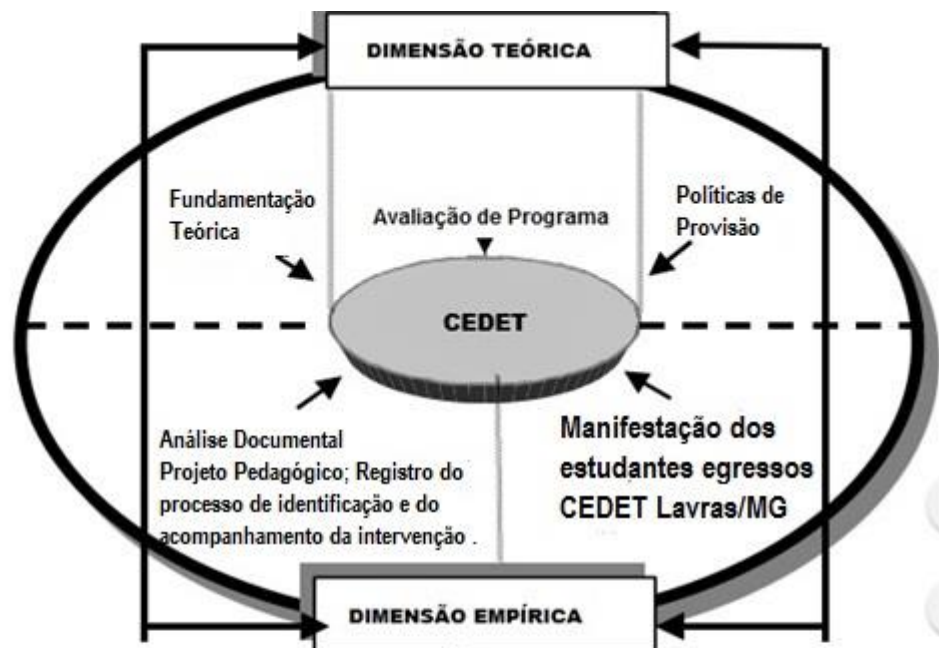 DIMENSÃO TEÓRICA
Fundamentação
Teórica
Avaliação de Programa
Políticas de
Provisão
CEDET
Análise Documental
Projeto Pedagógico; Registro do
processo de identificação e do
acompanhamento da intervenção .
Manifestação dos
estudantes egressos
CEDET Lavras/MG
DIMENSÃO EMPÍRICA